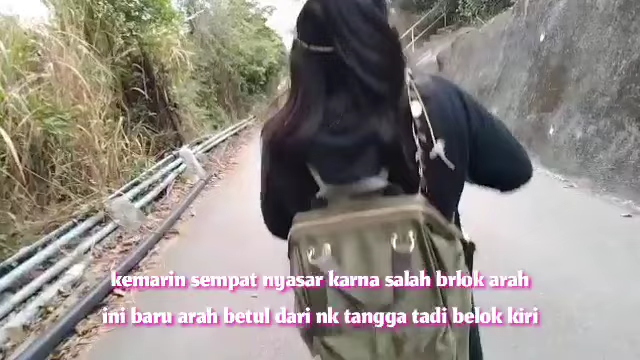 kemarin sempat nyasar karna salah brlok arah
ini baru arah betul dari nk tangga tadi belok kiri